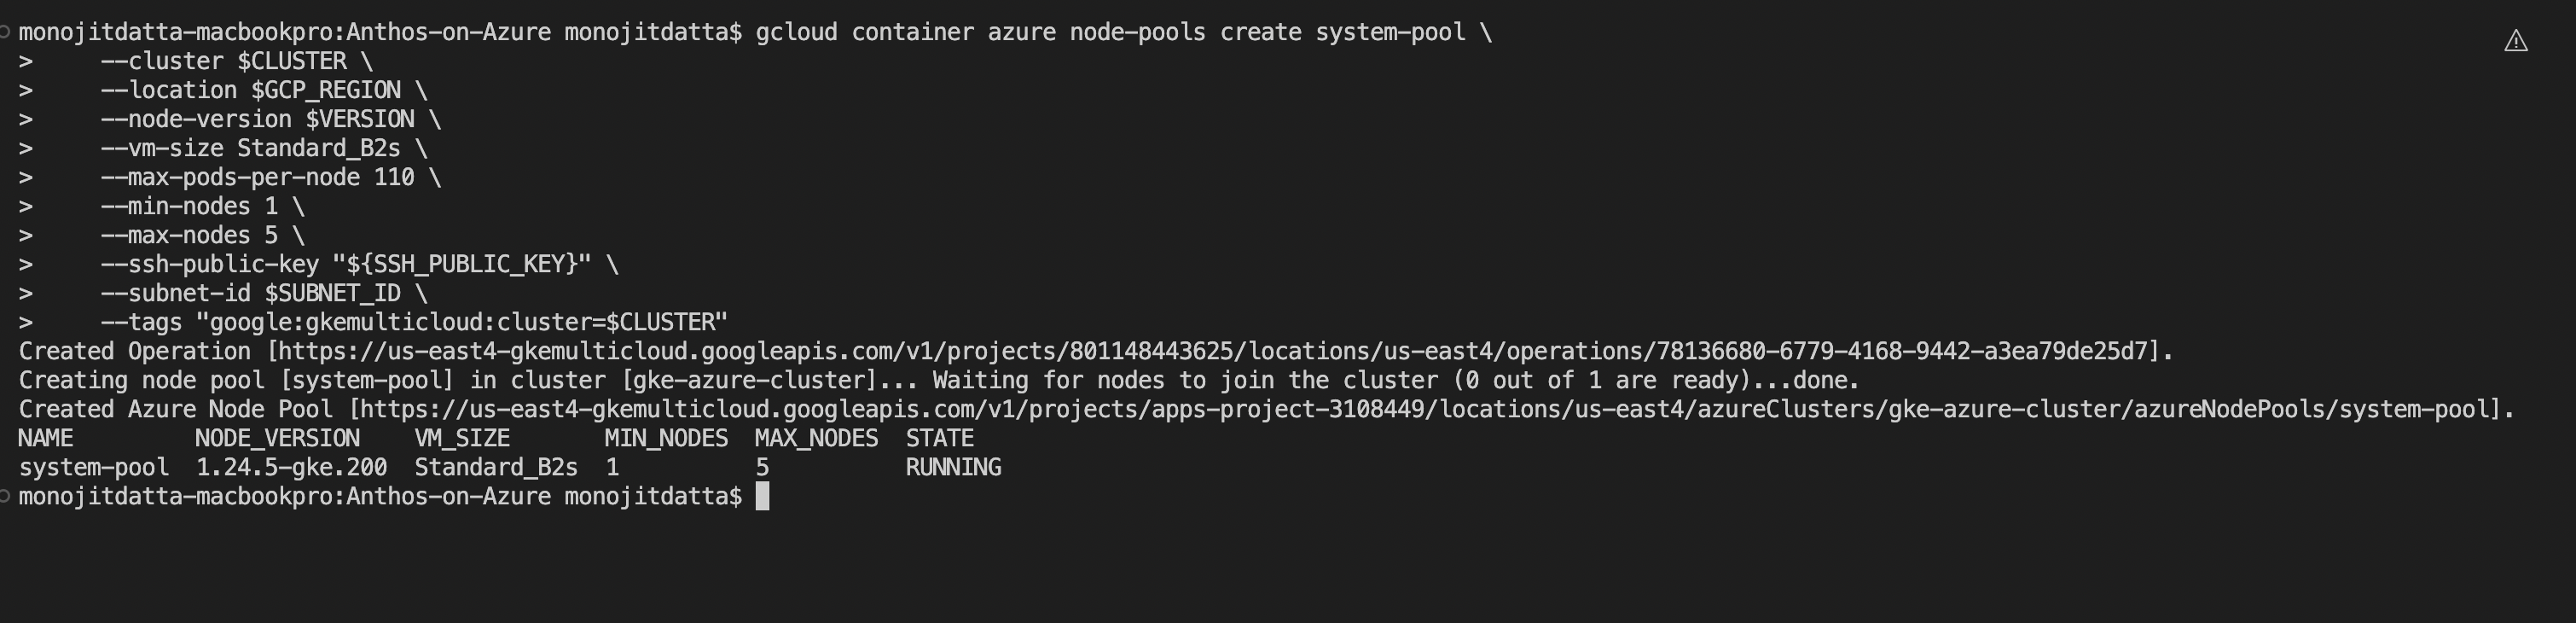 monojitdatta-macbookpro:Anthos-on-Azure monojitdatta$ gcloud container azure node-pools create system-pool \
>     --cluster $CLUSTER \
>     --location $GCP_REGION \
>     --node-version $VERSION \
>     --vm-size Standard_B2s \
>     --max-pods-per-node 110 \
>     --min-nodes 1 \
>     --max-nodes 5 \
>     --ssh-public-key "${SSH_PUBLIC_KEY}" \
>     --subnet-id $SUBNET_ID \
>     --tags "google:gkemulticloud:cluster=$CLUSTER"
Created Operation [https://us-east4-gkemulticloud.googleapis.com/v1/projects/801148443625/locations/us-east4/operations/78136680-6779-4168-9442-a3ea79de25d7].
Creating node pool [system-pool] in cluster [gke-azure-cluster]... Waiting for nodes to join the cluster (0 out of 1 are ready)...done.
Created Azure Node Pool [https://us-east4-gkemulticloud.googleapis.com/v1/projects/apps-project-3108449/locations/us-east4/azureClusters/gke-azure-cluster/azureNodePools/system-pool].
NAME         NODE_VERSION    VM_SIZE       MIN_NODES  MAX_NODES  STATE
system-pool  1.24.5-gke.200  Standard_B2s  1          5          RUNNING
monojitdatta-macbookpro:Anthos-on-Azure monojitdatta$